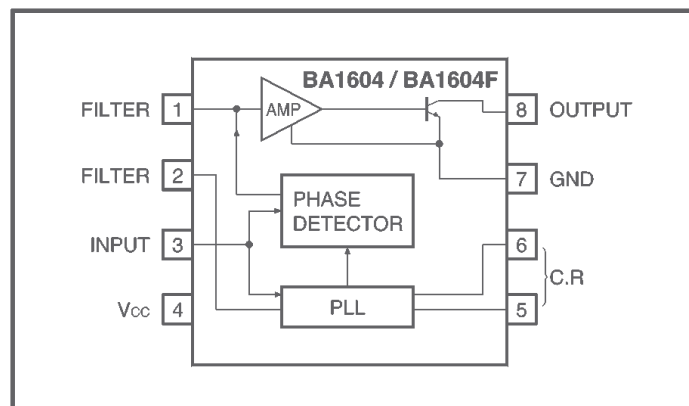 BA1604 / BA1604F
FILTER 1
AMP
8 OUTPUT
FILTER 2
7 GND
PHASE
DETECTOR
INPUT 3
6
C.R
Vcc 4
PLL
5